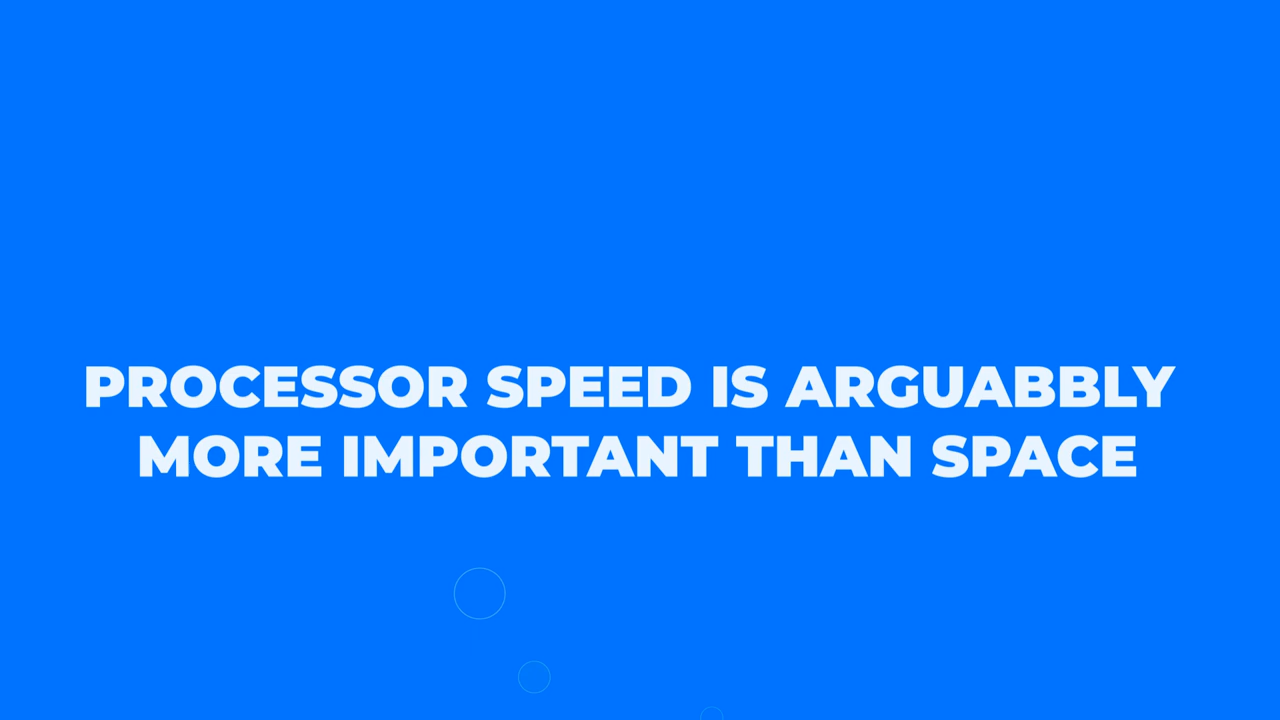 PROCESSOR SPEED IS ARGUABBLY
MORE IMPORTANT THAN SPACE